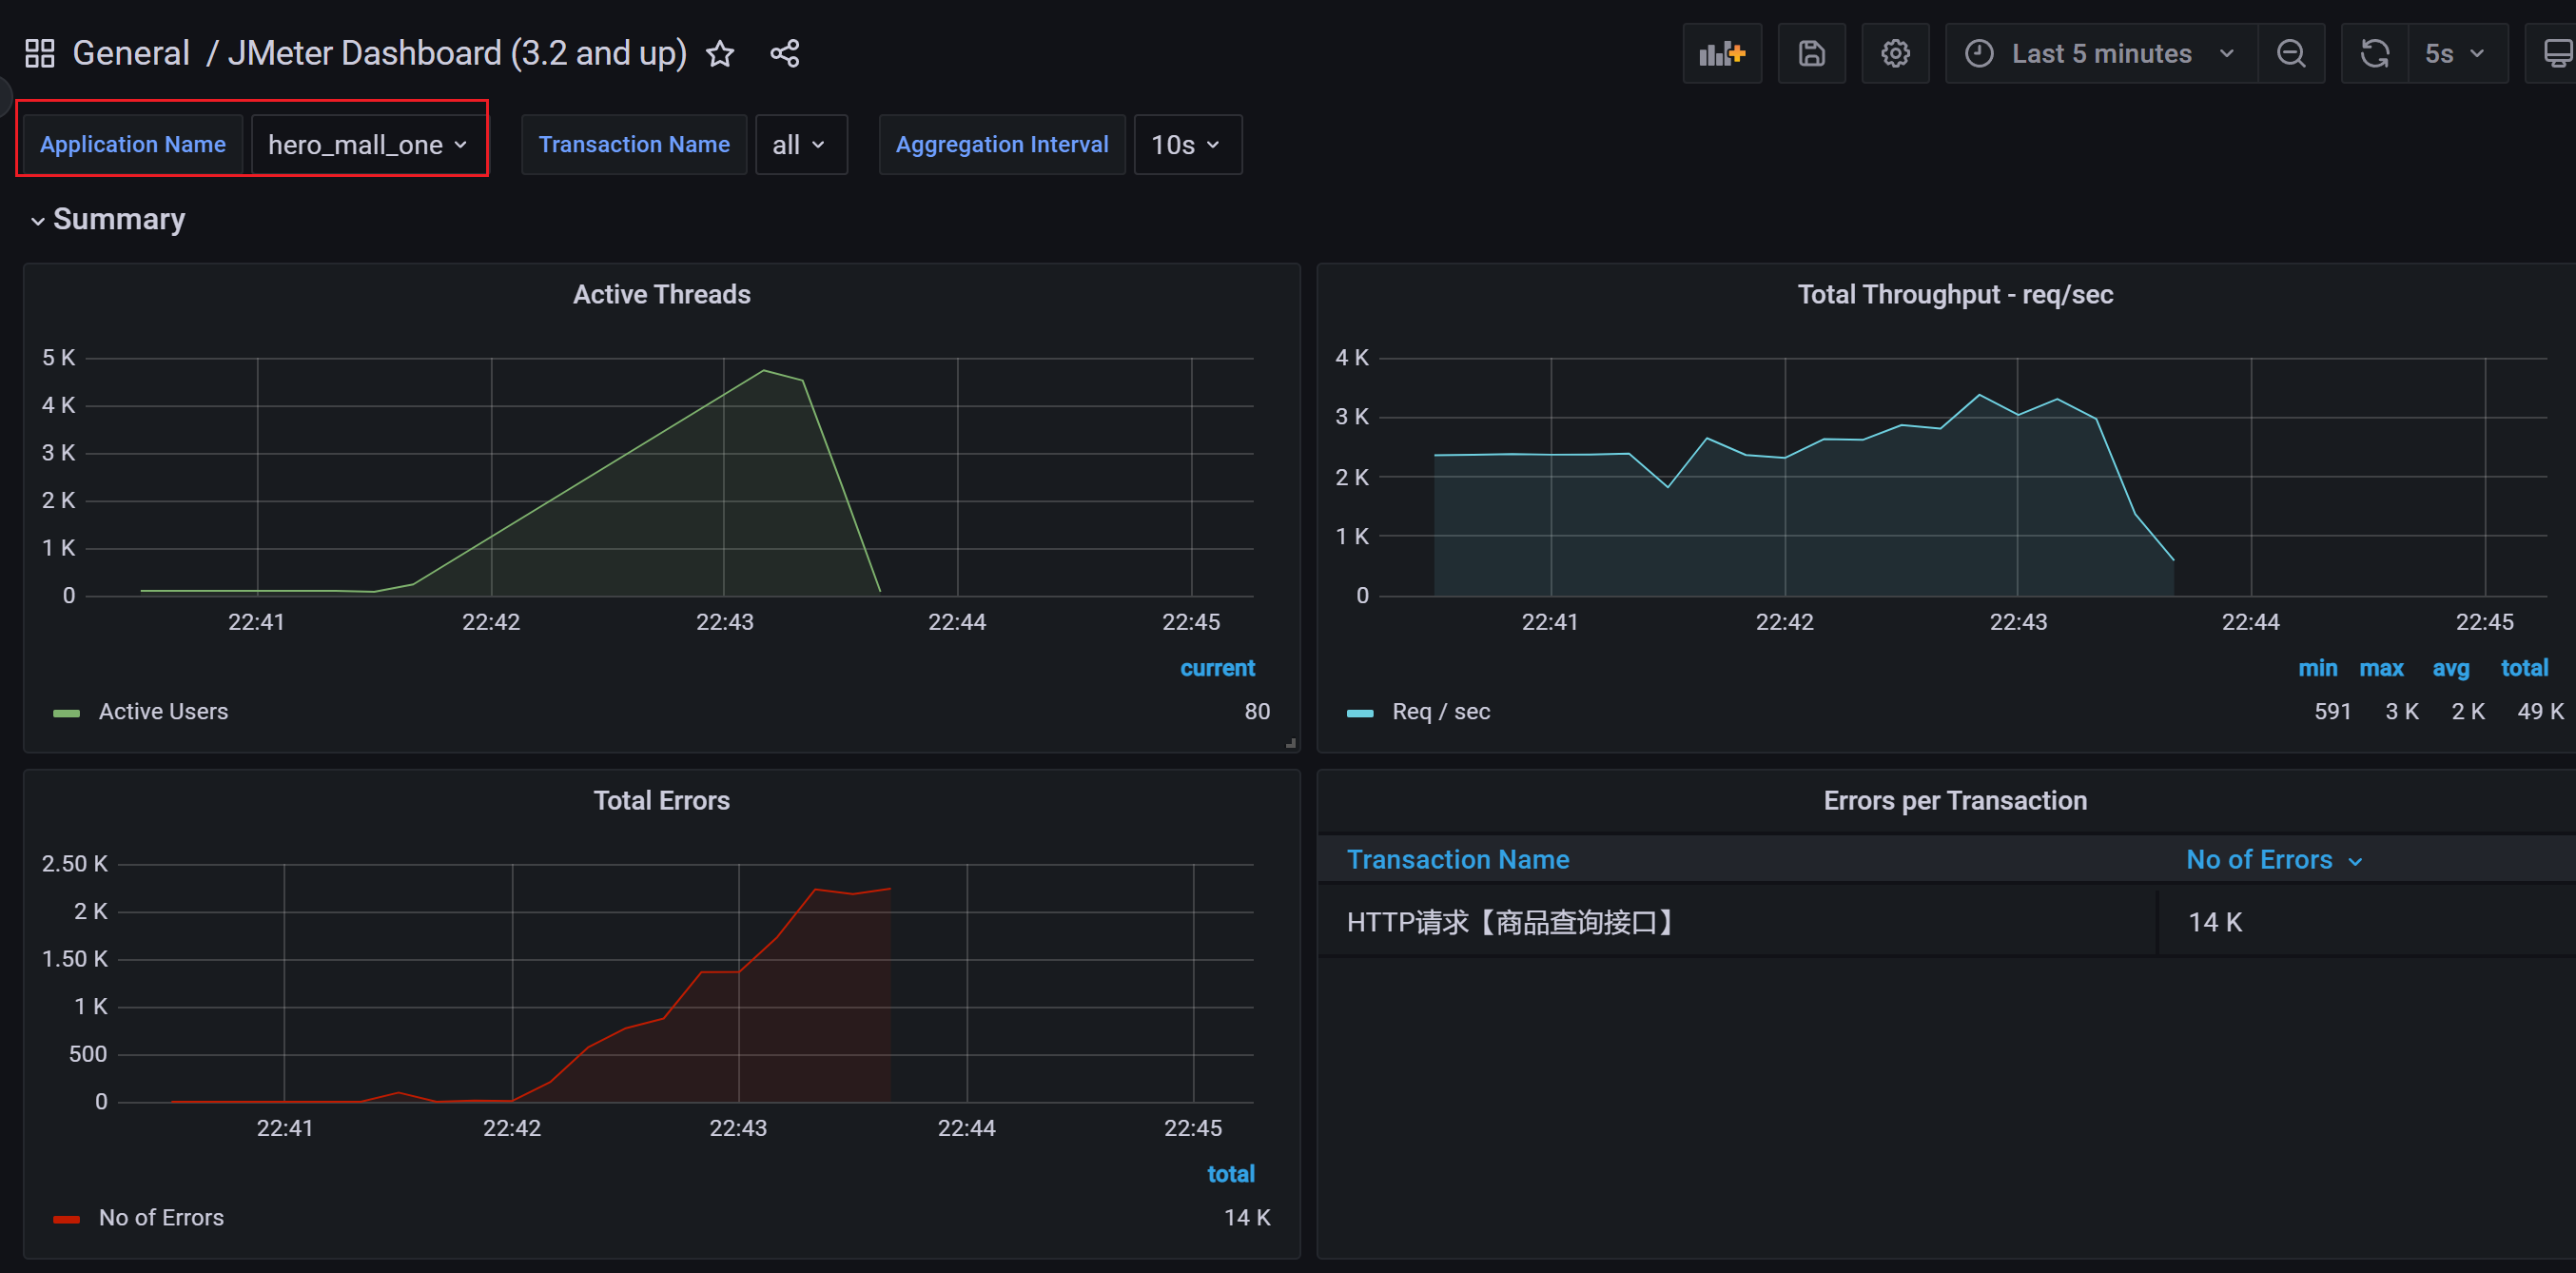 General / JMeter Dashboard (3.2 and up)
Last 5 minutes
5s
Application Name hero_mall_one Transaction Name all Aggregation Interval 10s
Summary
Active Threads
5 K
4 K
3 K
2 K
1 K
0
22:41 22:42 22:43 22:44 22:45
current
Active Users 80
Total Throughput - req/sec
4 K
3 K
2 K
1 K
0
22:41 22:42 22:43 22:44 22:45
min max avg total
Req / sec 591 3 K 2 K 49 K
Total Errors
2.50 K
2 K
1.50 K
1 K
500
0
22:41 22:42 22:43 22:44 22:45
total
No of Errors 14 K
Errors per Transaction
Transaction Name No of Errors
HTTP请求【商品查询接口】 14 K